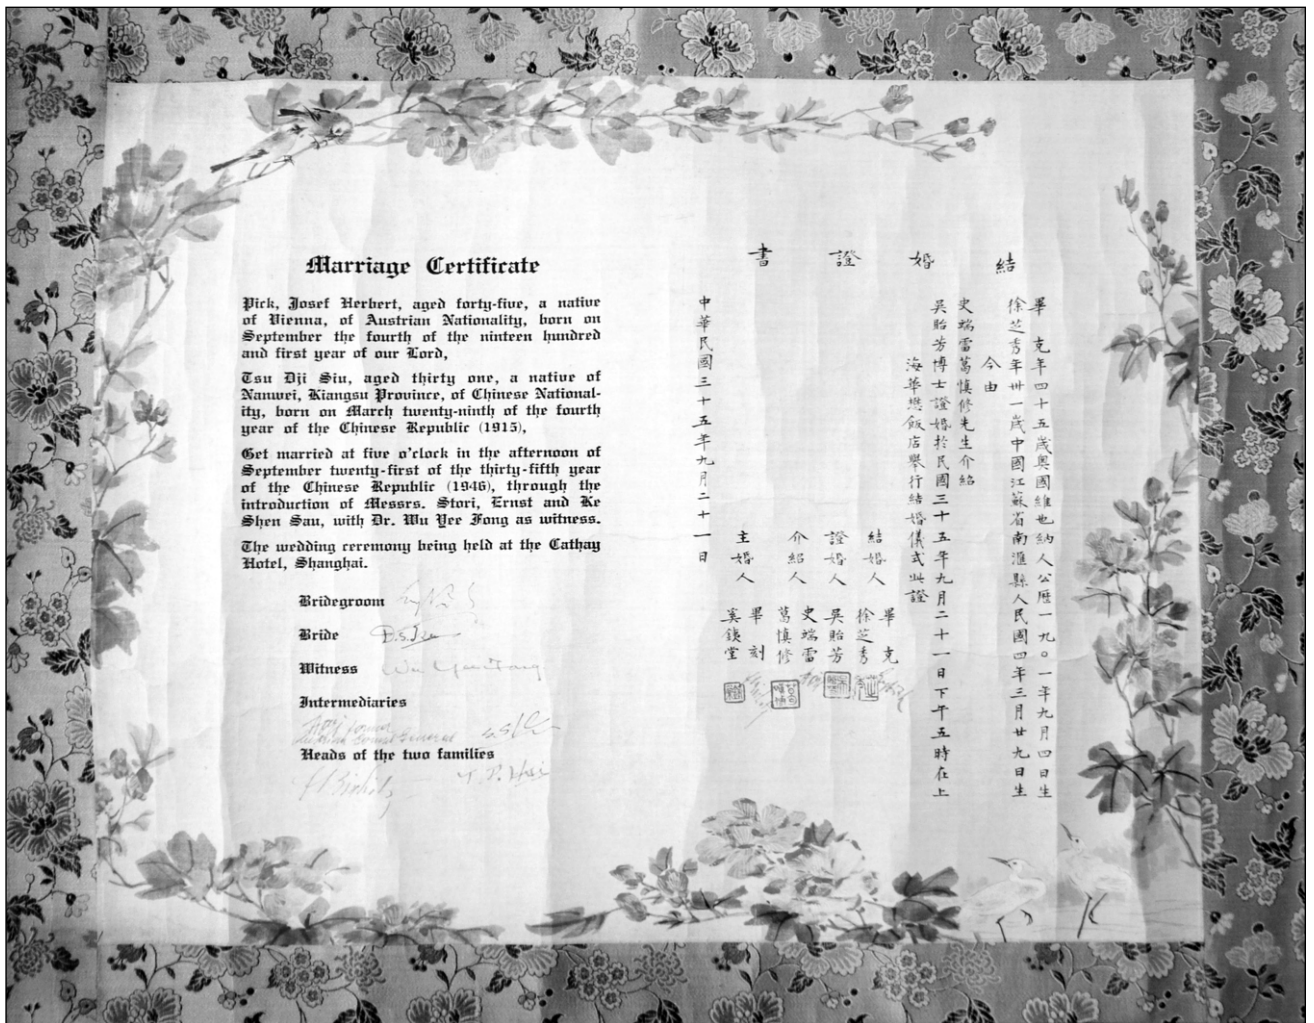 Marriage Certificate
Pick, Josef Herbert, aged forty-five, a native
of Vienna, of Austrian Nationality, born on
September the fourth of the nineteen hundred
and first year of our Lord,
Tsu Dji Siu, aged thirty one, a native of
Nanwei, Kiangsu Province, of Chinese National-
ity, born on March twenty-ninth of the fourth
year of the Chinese Republic (1915),
Get married at five o'clock in the afternoon of
September twenty-first of the thirty-fifth year
of the Chinese Republic (1946), through the
introduction of Messrs. Stori, Ernst and Ke
Shen Sau, with Dr. Wu Yee Fong as witness.
The wedding ceremony being held at the Cathay
Hotel, Shanghai.
Bridegroom
Bride
Witness
Intermediaries
former
Heads of the two families
結婚證書
畢克年四十五歲奧國維也納人公歷一九〇一年九月四日生
徐芝秀年卅一歲中國江蘇省南滙縣人民國四年三月廿九日生
今由
史端雷葛慎修先生介紹
吳貽芳博士證婚於民國三十五年九月二十一日下午五時在上
海華懋飯店舉行結婚儀式此證
結婚人 畢克
徐芝秀
證婚人 吳貽芳
介紹人 史端雷
葛慎修
主婚人 畢刻
奚銕堂
中華民國三十五年九月二十一日